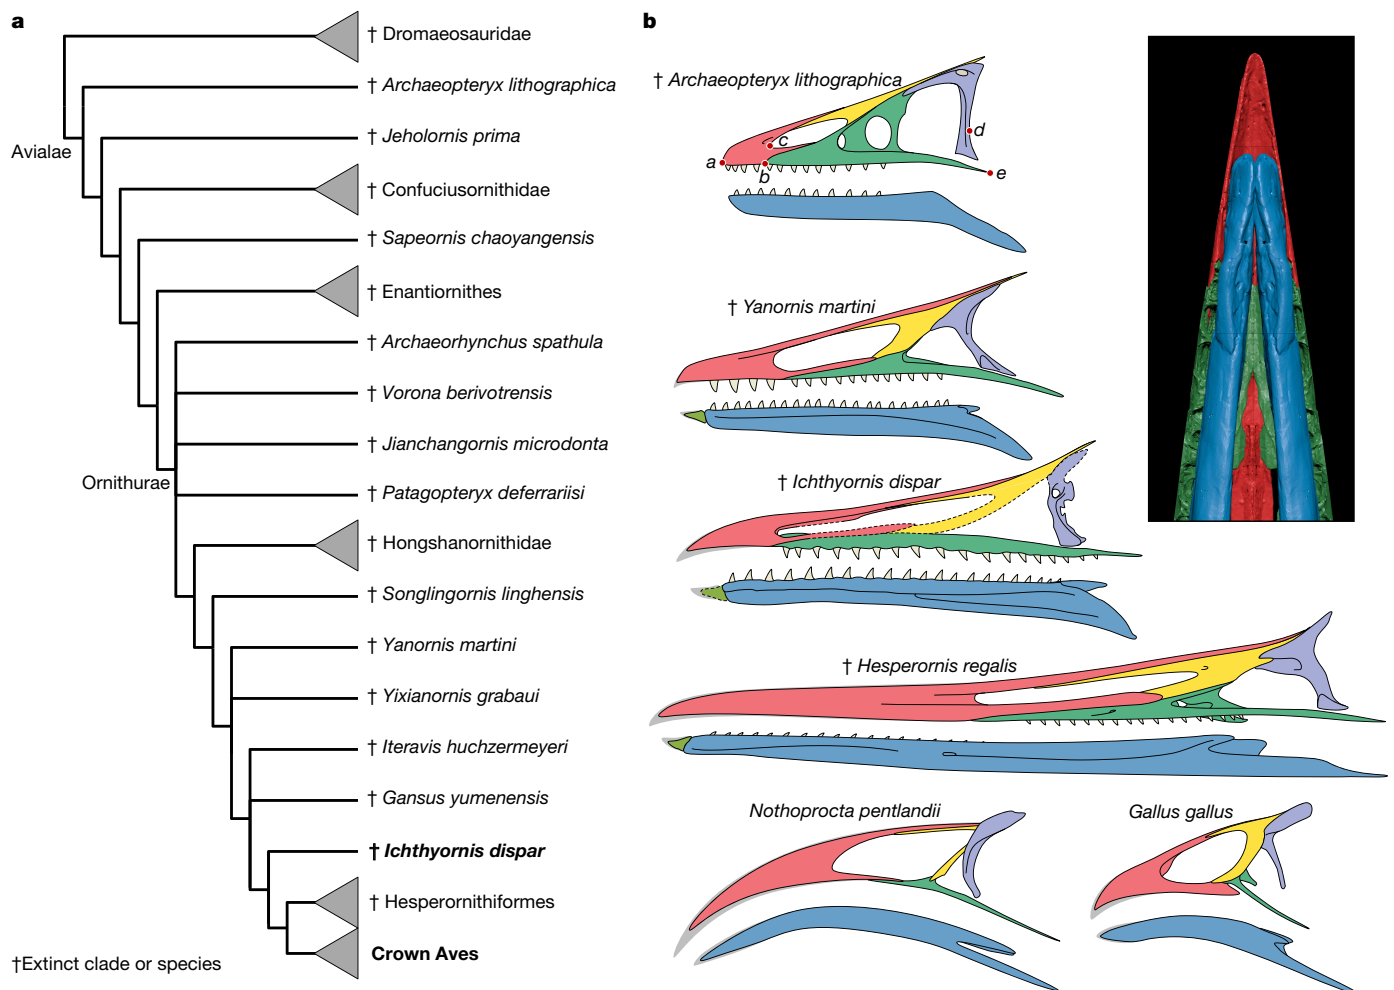 a
† Dromaeosauridae
† Archaeopteryx lithographica
† Jeholornis prima
Avialae
† Confuciusornithidae
† Sapeornis chaoyangensis
† Enantiornithes
† Archaeorhynchus spathula
† Vorona berivotrensis
† Jianchangornis microdonta
Ornithurae
† Patagopteryx deferrariisi
† Hongshanornithidae
† Songlingornis linghensis
† Yanornis martini
† Yixianornis grabaui
† Iteravis huchzermeyeri
† Gansus yumenensis
† Ichthyornis dispar
† Hesperornithiformes
Crown Aves
†Extinct clade or species
b
† Archaeopteryx lithographica
a
b
c
d
e
† Yanornis martini
† Ichthyornis dispar
† Hesperornis regalis
Nothoprocta pentlandii
Gallus gallus